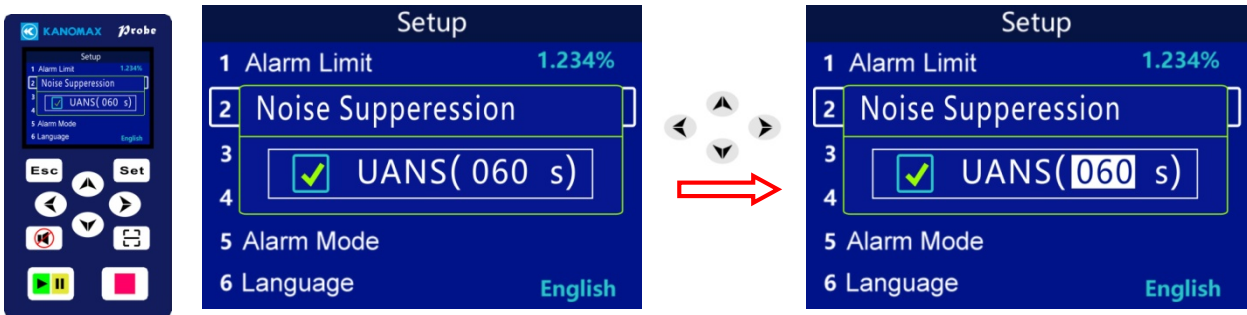 KANOMAX Probe
Setup
1 Alarm Limit 1.234%
2 Noise Supperession
3
UANS( 060 s)
4
5 Alarm Mode
6 Language English
Esc Set
Setup
1 Alarm Limit 1.234%
2 Noise Supperession
3
UANS( 060 s)
4
5 Alarm Mode
6 Language English
Setup
1 Alarm Limit 1.234%
2 Noise Supperession
3
UANS( 060 s)
4
5 Alarm Mode
6 Language English